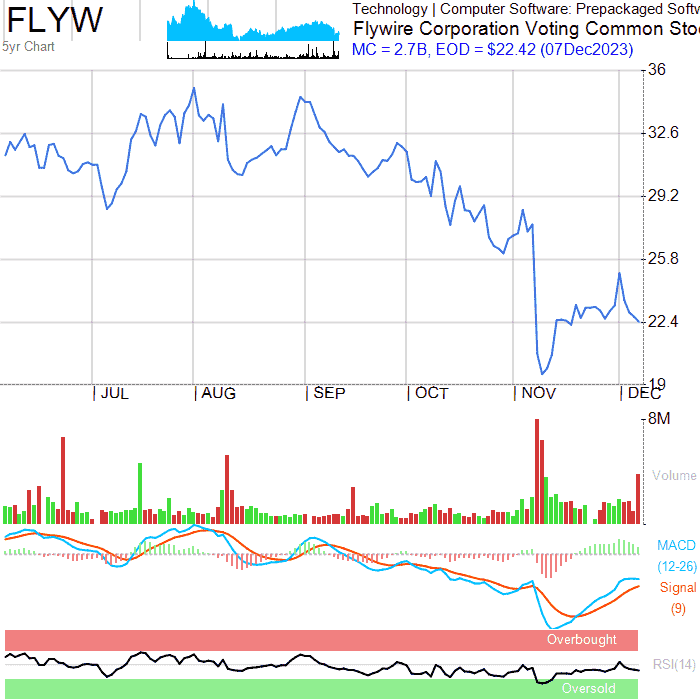 FLYW
Technology | Computer Software: Prepackaged Softw
5yr Chart
Flywire Corporation Voting Common Sto
MC = 2.7B, EOD = $22.42 (07Dec2023)
36
32.6
29.2
25.8
22.4
19
| JUL | AUG | SEP | OCT | NOV | DEC
8M
Volume
MACD
(12-26)
Signal
(9)
Overbought
RSI(14)
Oversold